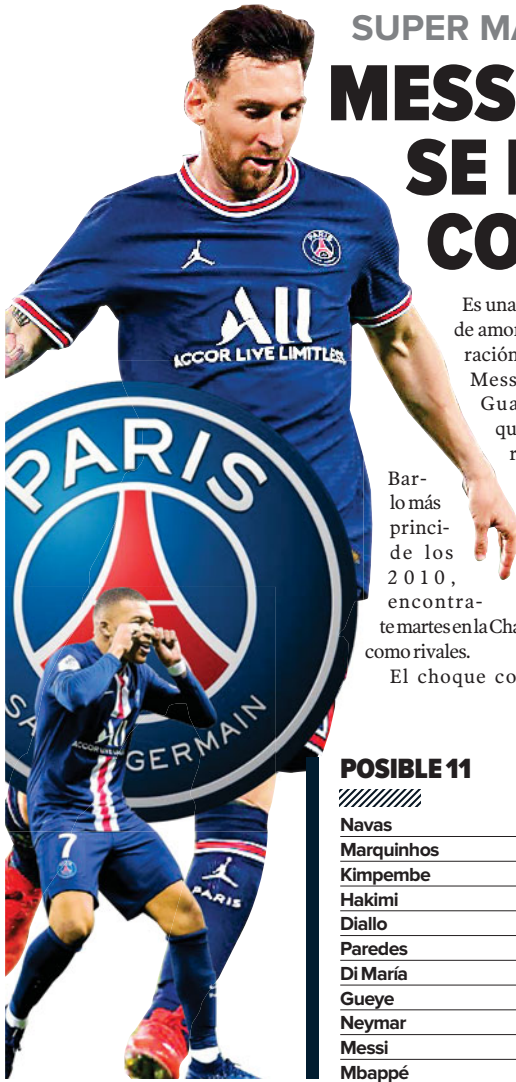 SUPER MA
MESS
SE
CO
Es una
de amor
ración
Mess
Gua
qu
r
Bar-
lo más
princi-
de los
2010,
encontra-
te martes en la Cha
como rivales.
El choque co
POSIBLE 11
Navas
Marquinhos
Kimpembe
Hakimi
Diallo
Paredes
Di María
Gueye
Neymar
Messi
Mbappé
PARIS
All
ACCOR LIVE LIMITLESS
PARIS
GERMAIN
All
7
PARIS